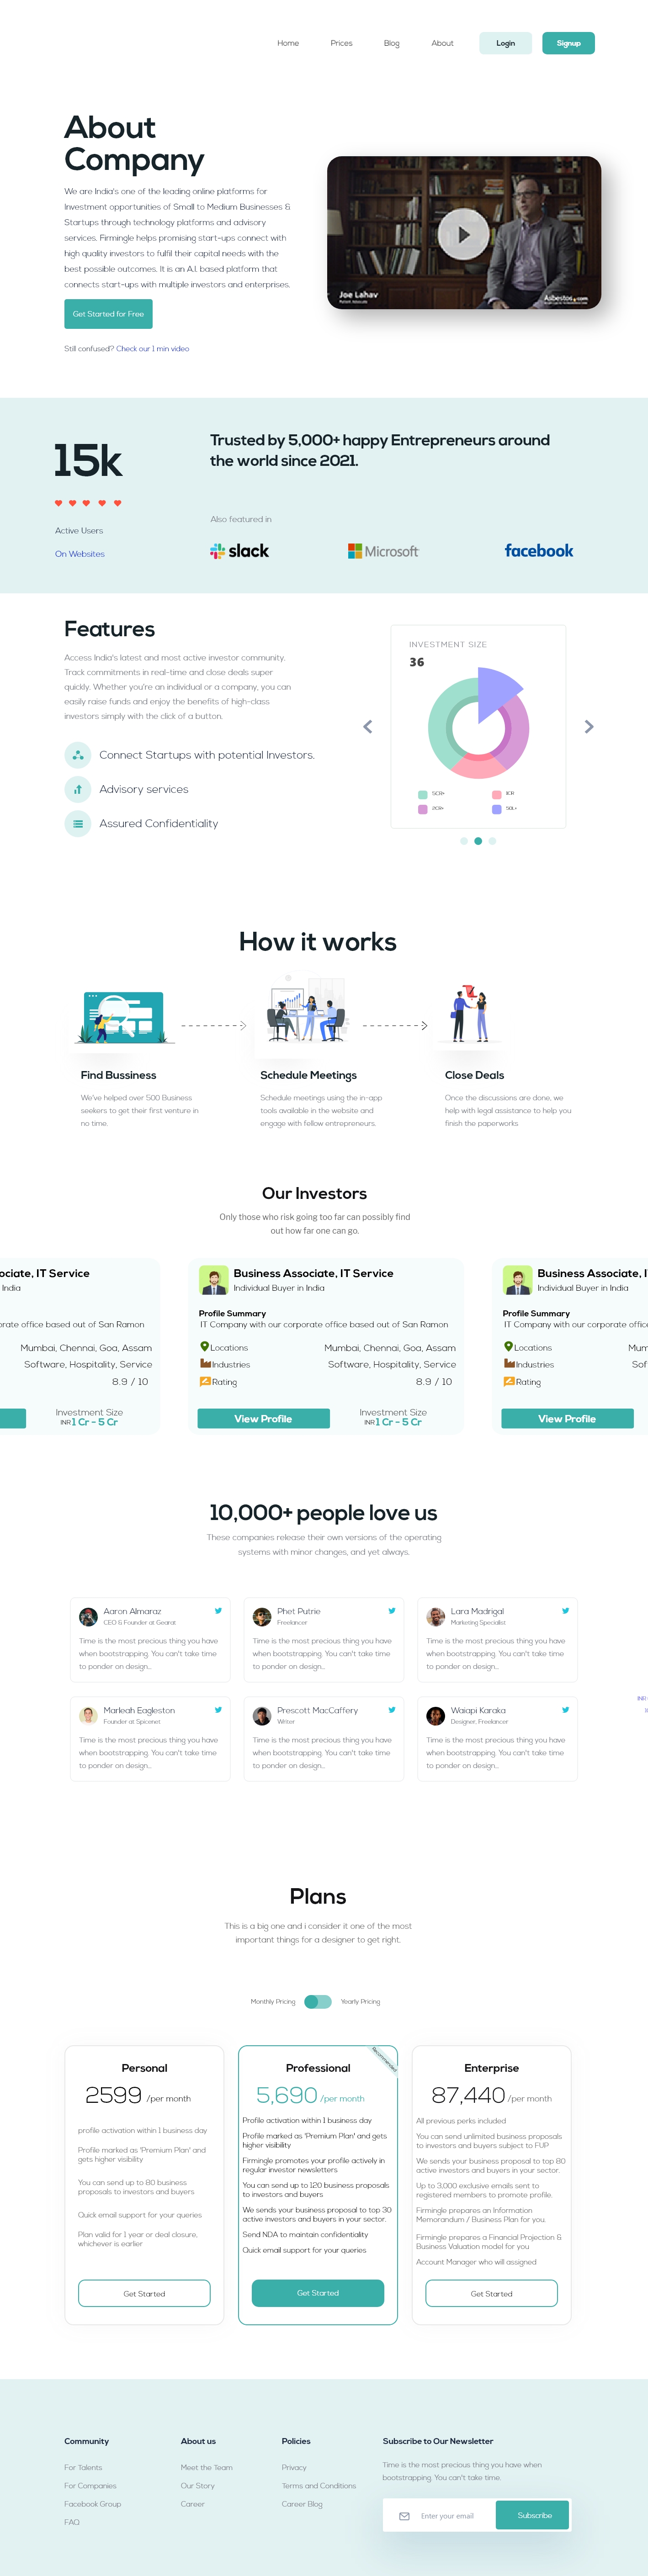 Home Prices Blog About Login Signup
About
Company
We are India's one of the leading online platforms for
Investment opportunities of Small to Medium Businesses &
Startups through technology platforms and advisory
services. Firmingle helps promising start-ups connect with
high quality investors to fulfil their capital needs with the
best possible outcomes. It is an A.I. based platform that
connects start-ups with multiple investors and enterprises.
Get Started for Free
Still confused? Check our 1 min video
Joe Lahav
Asbestos.com
15k
Active Users
On Websites
Trusted by 5,000+ happy Entrepreneurs around
the world since 2021.
Also featured in
slack Microsoft facebook
Features
Access India's latest and most active investor community.
Track commitments in real-time and close deals super
quickly. Whether you're an individual or a company, you can
easily raise funds and enjoy the benefits of high-class
investors simply with the click of a button.
Connect Startups with potential Investors.
Advisory services
Assured Confidentiality
INVESTMENT SIZE
36
5CR+ 1CR
2CR+ 50L+
How it works
Find Bussiness
We've helped over 500 Business
seekers to get their first venture in
no time.
Schedule Meetings
Schedule meetings using the in-app
tools available in the website and
engage with fellow entrepreneurs.
Close Deals
Once the discussions are done, we
help with legal assistance to help you
finish the paperworks
Our Investors
Only those who risk going too far can possibly find
out how far one can go.
ociate, IT Service
India
rate office based out of San Ramon
Mumbai, Chennai, Goa, Assam
Software, Hospitality, Service
8.9 / 10
Investment Size
INR 1 Cr - 5 Cr
Business Associate, IT Service
Individual Buyer in India
Profile Summary
IT Company with our corporate office based out of San Ramon
Locations Mumbai, Chennai, Goa, Assam
Industries Software, Hospitality, Service
Rating 8.9 / 10
View Profile
Investment Size
INR 1 Cr - 5 Cr
Business Associate, I
Individual Buyer in India
Profile Summary
IT Company with our corporate offic
Locations Mum
Industries Sof
Rating
View Profile
10,000+ people love us
These companies release their own versions of the operating
systems with minor changes, and yet always.
Aaron Almaraz
CEO & Founder at Gearat
Time is the most precious thing you have
when bootstrapping. You can't take time
to ponder on design...
Phet Putrie
Freelancer
Time is the most precious thing you have
when bootstrapping. You can't take time
to ponder on design...
Lara Madrigal
Marketing Specialist
Time is the most precious thing you have
when bootstrapping. You can't take time
to ponder on design...
Marleah Eagleston
Founder at Spicenet
Time is the most precious thing you have
when bootstrapping. You can't take time
to ponder on design...
Prescott MacCaffery
Writer
Time is the most precious thing you have
when bootstrapping. You can't take time
to ponder on design...
Waiapi Karaka
Designer, Freelancer
Time is the most precious thing you have
when bootstrapping. You can't take time
to ponder on design...
Plans
This is a big one and i consider it one of the most
important things for a designer to get right.
Monthly Pricing Yearly Pricing
Personal
2599 /per month
profile activation within 1 business day
Profile marked as 'Premium Plan' and
gets higher visibility
You can send up to 80 business
proposals to investors and buyers
Quick email support for your queries
Plan valid for 1 year or deal closure,
whichever is earlier
Get Started
Recommended
Professional
5,690 /per month
Profile activation within 1 business day
Profile marked as 'Premium Plan' and gets
higher visibility
Firmingle promotes your profile actively in
regular investor newsletters
You can send up to 120 business proposals
to investors and buyers
We sends your business proposal to top 30
active investors and buyers in your sector.
Send NDA to maintain confidentiality
Quick email support for your queries
Get Started
Enterprise
87,440 /per month
All previous perks included
You can send unlimited business proposals
to investors and buyers subject to FUP
We sends your business proposal to top 80
active investors and buyers in your sector.
Up to 3,000 exclusive emails sent to
registered members to promote profile.
Firmingle prepares an Information
Memorandum / Business Plan for you.
Firmingle prepares a Financial Projection &
Business Valuation model for you
Account Manager who will assigned
Get Started
Community
For Talents
For Companies
Facebook Group
FAQ
About us
Meet the Team
Our Story
Career
Policies
Privacy
Terms and Conditions
Career Blog
Subscribe to Our Newsletter
Time is the most precious thing you have when
bootstrapping. You can't take time.
Enter your email Subscribe